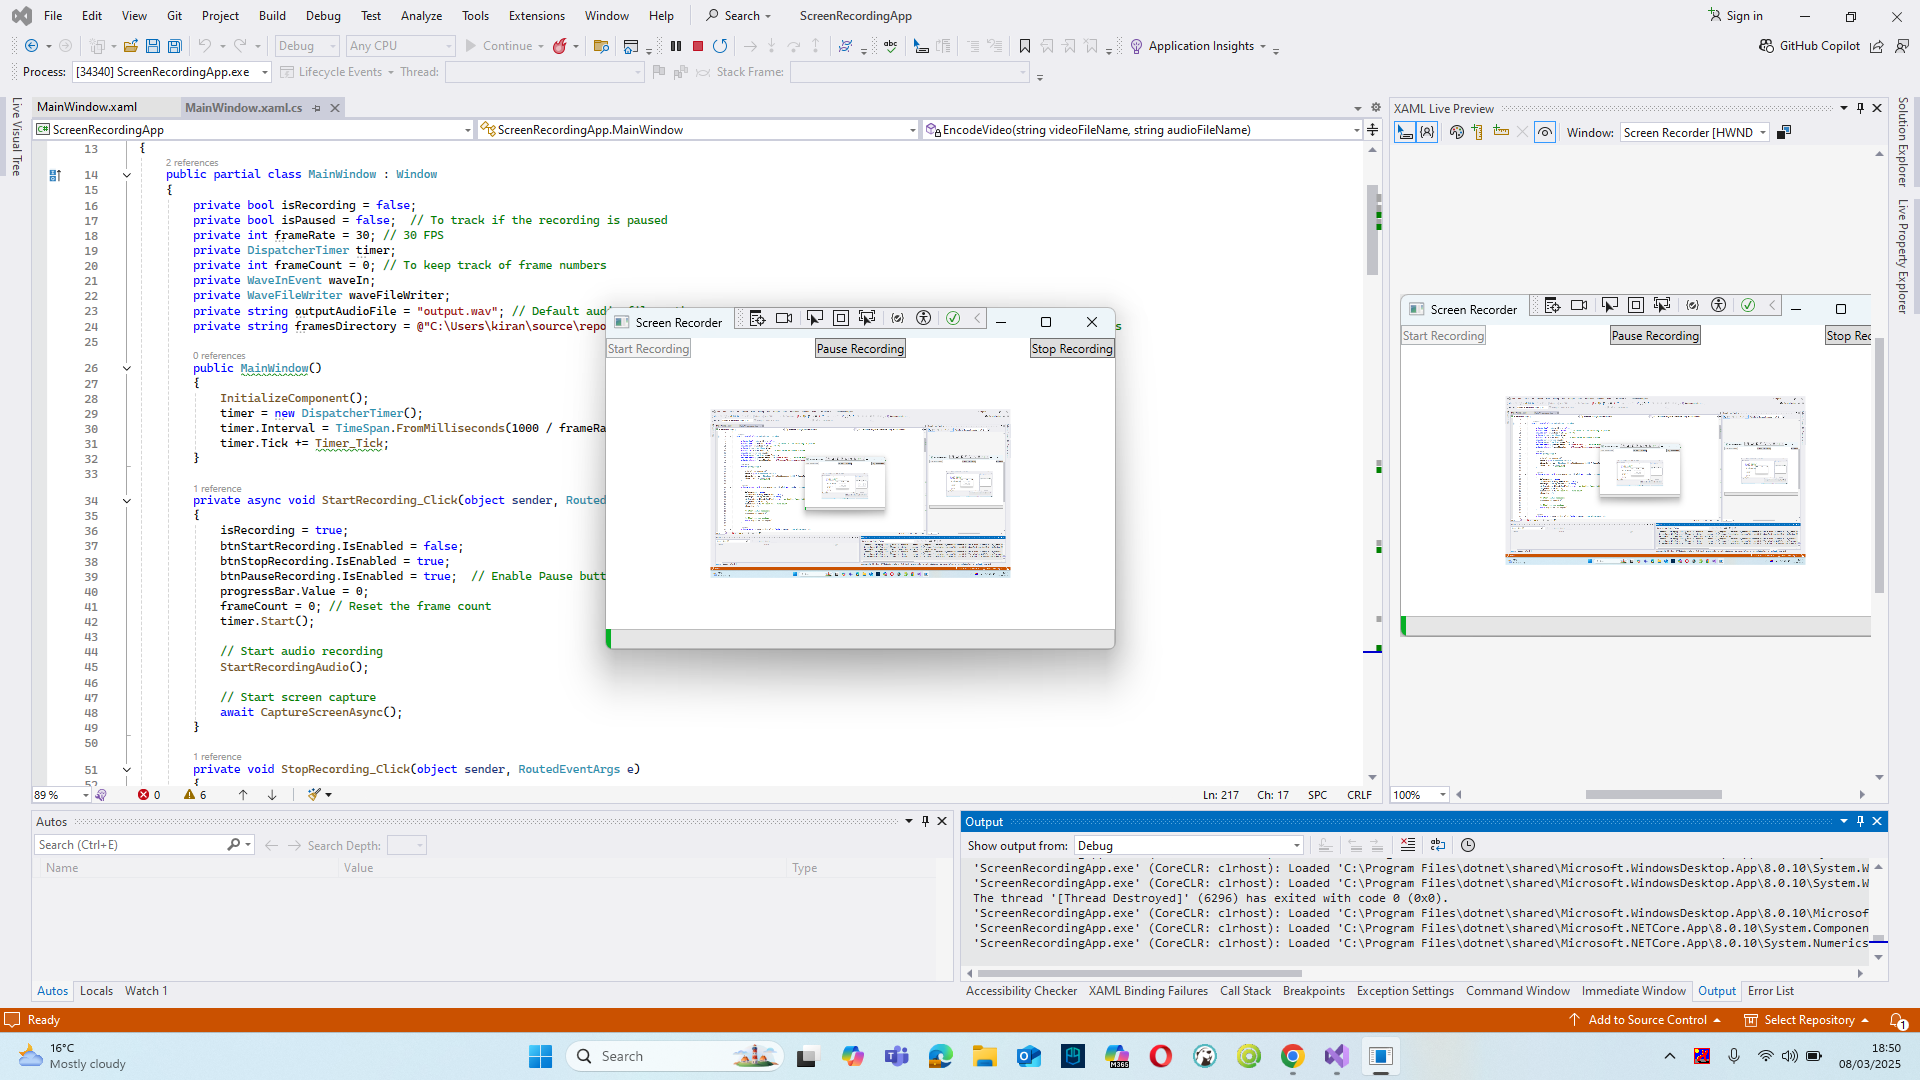 File Edit View Git Project Build Debug Test Analyze Tools Extensions Window Help Search ScreenRecordingApp Sign in
Debug Any CPU Continue Application Insights GitHub Copilot
Process: [34340] ScreenRecordingApp.exe Lifecycle Events Thread: Stack Frame:
Live Visual Tree
MainWindow.xaml MainWindow.xaml.cs
ScreenRecordingApp ScreenRecordingApp.MainWindow EncodeVideo(string videoFileName, string audioFileName)
13 {
2 references
14 public partial class MainWindow : Window
15 {
16 private bool isRecording = false;
17 private bool isPaused = false; // To track if the recording is paused
18 private int frameRate = 30; // 30 FPS
19 private DispatcherTimer timer;
20 private int frameCount = 0; // To keep track of frame numbers
21 private WaveInEvent waveIn;
22 private WaveFileWriter waveFileWriter;
23 private string outputAudioFile = "output.wav"; // Default
24 private string framesDirectory = @"C:\Users\kiran\source\repo
25
0 references
26 public MainWindow()
27 {
28 InitializeComponent();
29 timer = new DispatcherTimer();
30 timer.Interval = TimeSpan.FromMilliseconds(1000 / frameRa
31 timer.Tick += Timer_Tick;
32 }
33
1 reference
34 private async void StartRecording_Click(object sender, Routed
35 {
36 isRecording = true;
37 btnStartRecording.IsEnabled = false;
38 btnStopRecording.IsEnabled = true;
39 btnPauseRecording.IsEnabled = true; // Enable Pause butt
40 progressBar.Value = 0;
41 frameCount = 0; // Reset the frame count
42 timer.Start();
43
44 // Start audio recording
45 StartRecordingAudio();
46
47 // Start screen capture
48 await CaptureScreenAsync();
49 }
50
1 reference
51 private void StopRecording_Click(object sender, RoutedEventArgs e)
52 {
89 % 0 6 Ln: 217 Ch: 17 SPC CRLF
Screen Recorder
Start Recording Pause Recording Stop Recording
XAML Live Preview
Window: Screen Recorder [HWND
Screen Recorder
Start Recording Pause Recording Stop Rec
100%
Solution Explorer
Live Property Explorer
Autos
Search (Ctrl+E) Search Depth:
Name Value Type
Autos Locals Watch 1
Output
Show output from: Debug
'ScreenRecordingApp.exe' (CoreCLR: clrhost): Loaded 'C:\Program Files\dotnet\shared\Microsoft.WindowsDesktop.App\8.0.10\System.W
'ScreenRecordingApp.exe' (CoreCLR: clrhost): Loaded 'C:\Program Files\dotnet\shared\Microsoft.WindowsDesktop.App\8.0.10\System.W
The thread '[Thread Destroyed]' (6296) has exited with code 0 (0x0).
'ScreenRecordingApp.exe' (CoreCLR: clrhost): Loaded 'C:\Program Files\dotnet\shared\Microsoft.WindowsDesktop.App\8.0.10\Microsof
'ScreenRecordingApp.exe' (CoreCLR: clrhost): Loaded 'C:\Program Files\dotnet\shared\Microsoft.NETCore.App\8.0.10\System.Componen
'ScreenRecordingApp.exe' (CoreCLR: clrhost): Loaded 'C:\Program Files\dotnet\shared\Microsoft.NETCore.App\8.0.10\System.Numerics
Accessibility Checker XAML Binding Failures Call Stack Breakpoints Exception Settings Command Window Immediate Window Output Error List
Ready Add to Source Control Select Repository 1
16°C
Mostly cloudy
Search
M365
18:50
08/03/2025